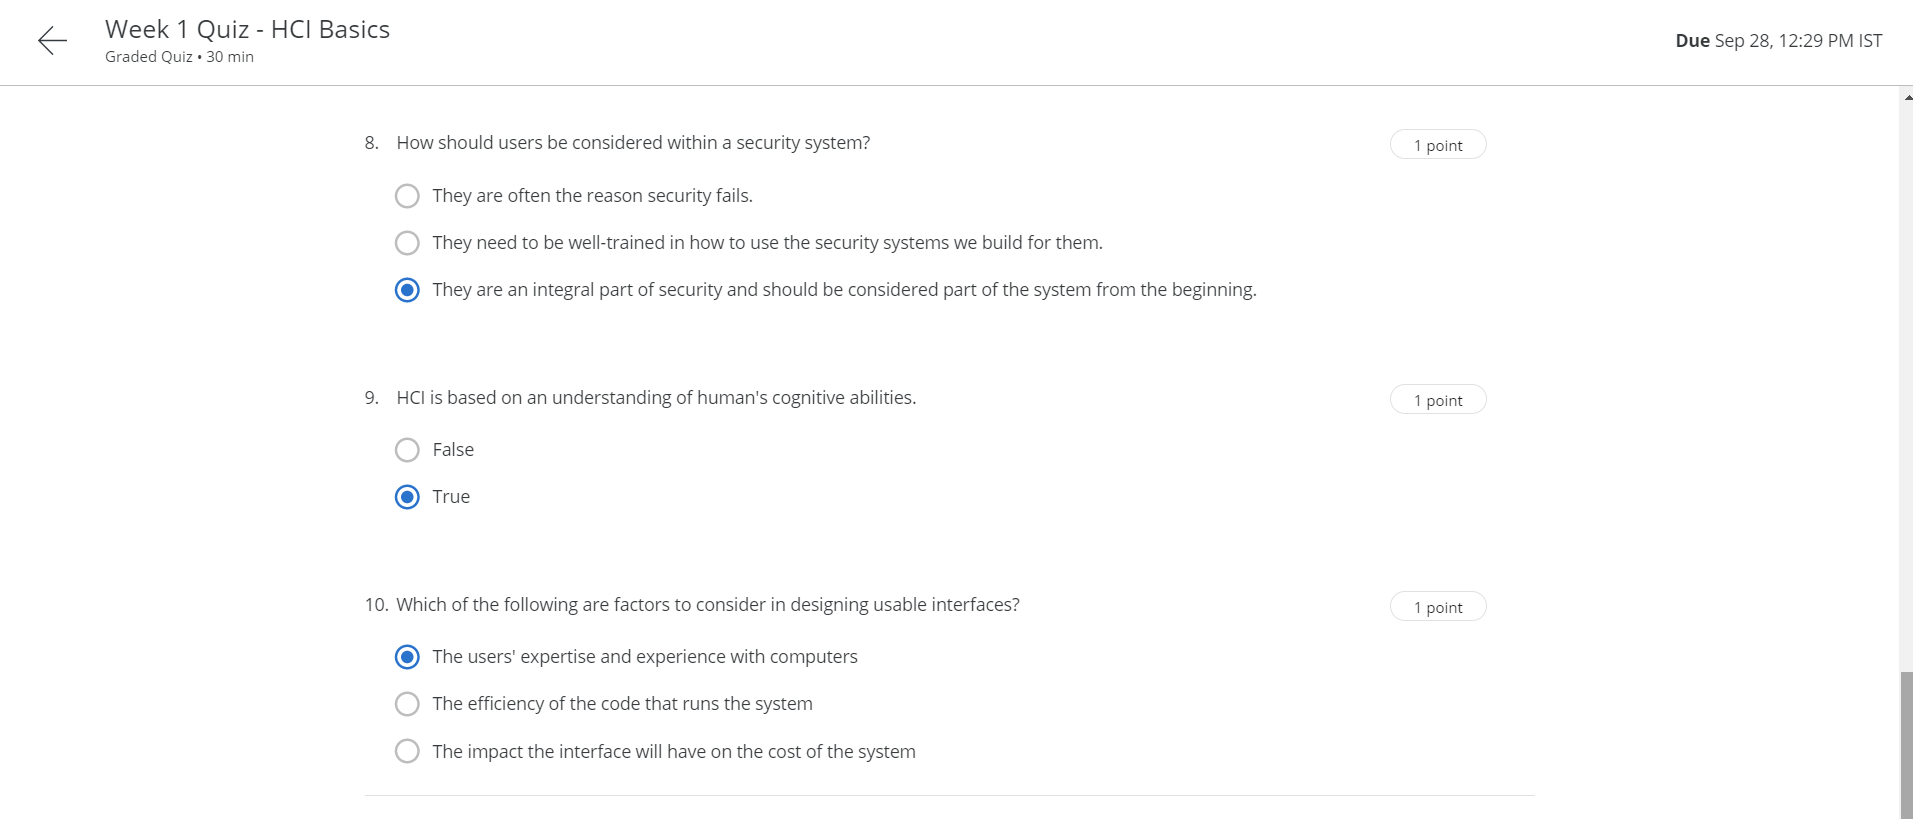 Week 1 Quiz - HCI Basics
Graded Quiz • 30 min
Due Sep 28, 12:29 PM IST
8. How should users be considered within a security system?
1 point
They are often the reason security fails.
They need to be well-trained in how to use the security systems we build for them.
They are an integral part of security and should be considered part of the system from the beginning.
9. HCI is based on an understanding of human's cognitive abilities.
1 point
False
True
10. Which of the following are factors to consider in designing usable interfaces?
1 point
The users' expertise and experience with computers
The efficiency of the code that runs the system
The impact the interface will have on the cost of the system